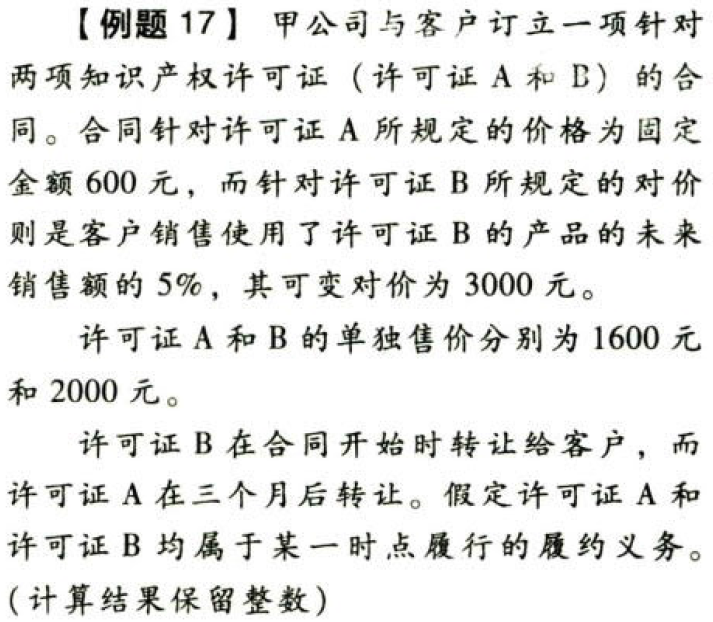 【例题 17】 甲公司与客户订立一项针对
两项知识产权许可证（许可证 A 和 B）的合
同。合同针对许可证 A 所规定的价格为固定
金额 600 元，而针对许可证 B 所规定的对价
则是客户销售使用了许可证 B 的产品的未来
销售额的 5%，其可变对价为 3000 元。
许可证 A 和 B 的单独售价分别为 1600 元
和 2000 元。
许可证 B 在合同开始时转让给客户，而
许可证 A 在三个月后转让。假定许可证 A 和
许可证 B 均属于某一时点履行的履约义务。
(计算结果保留整数)